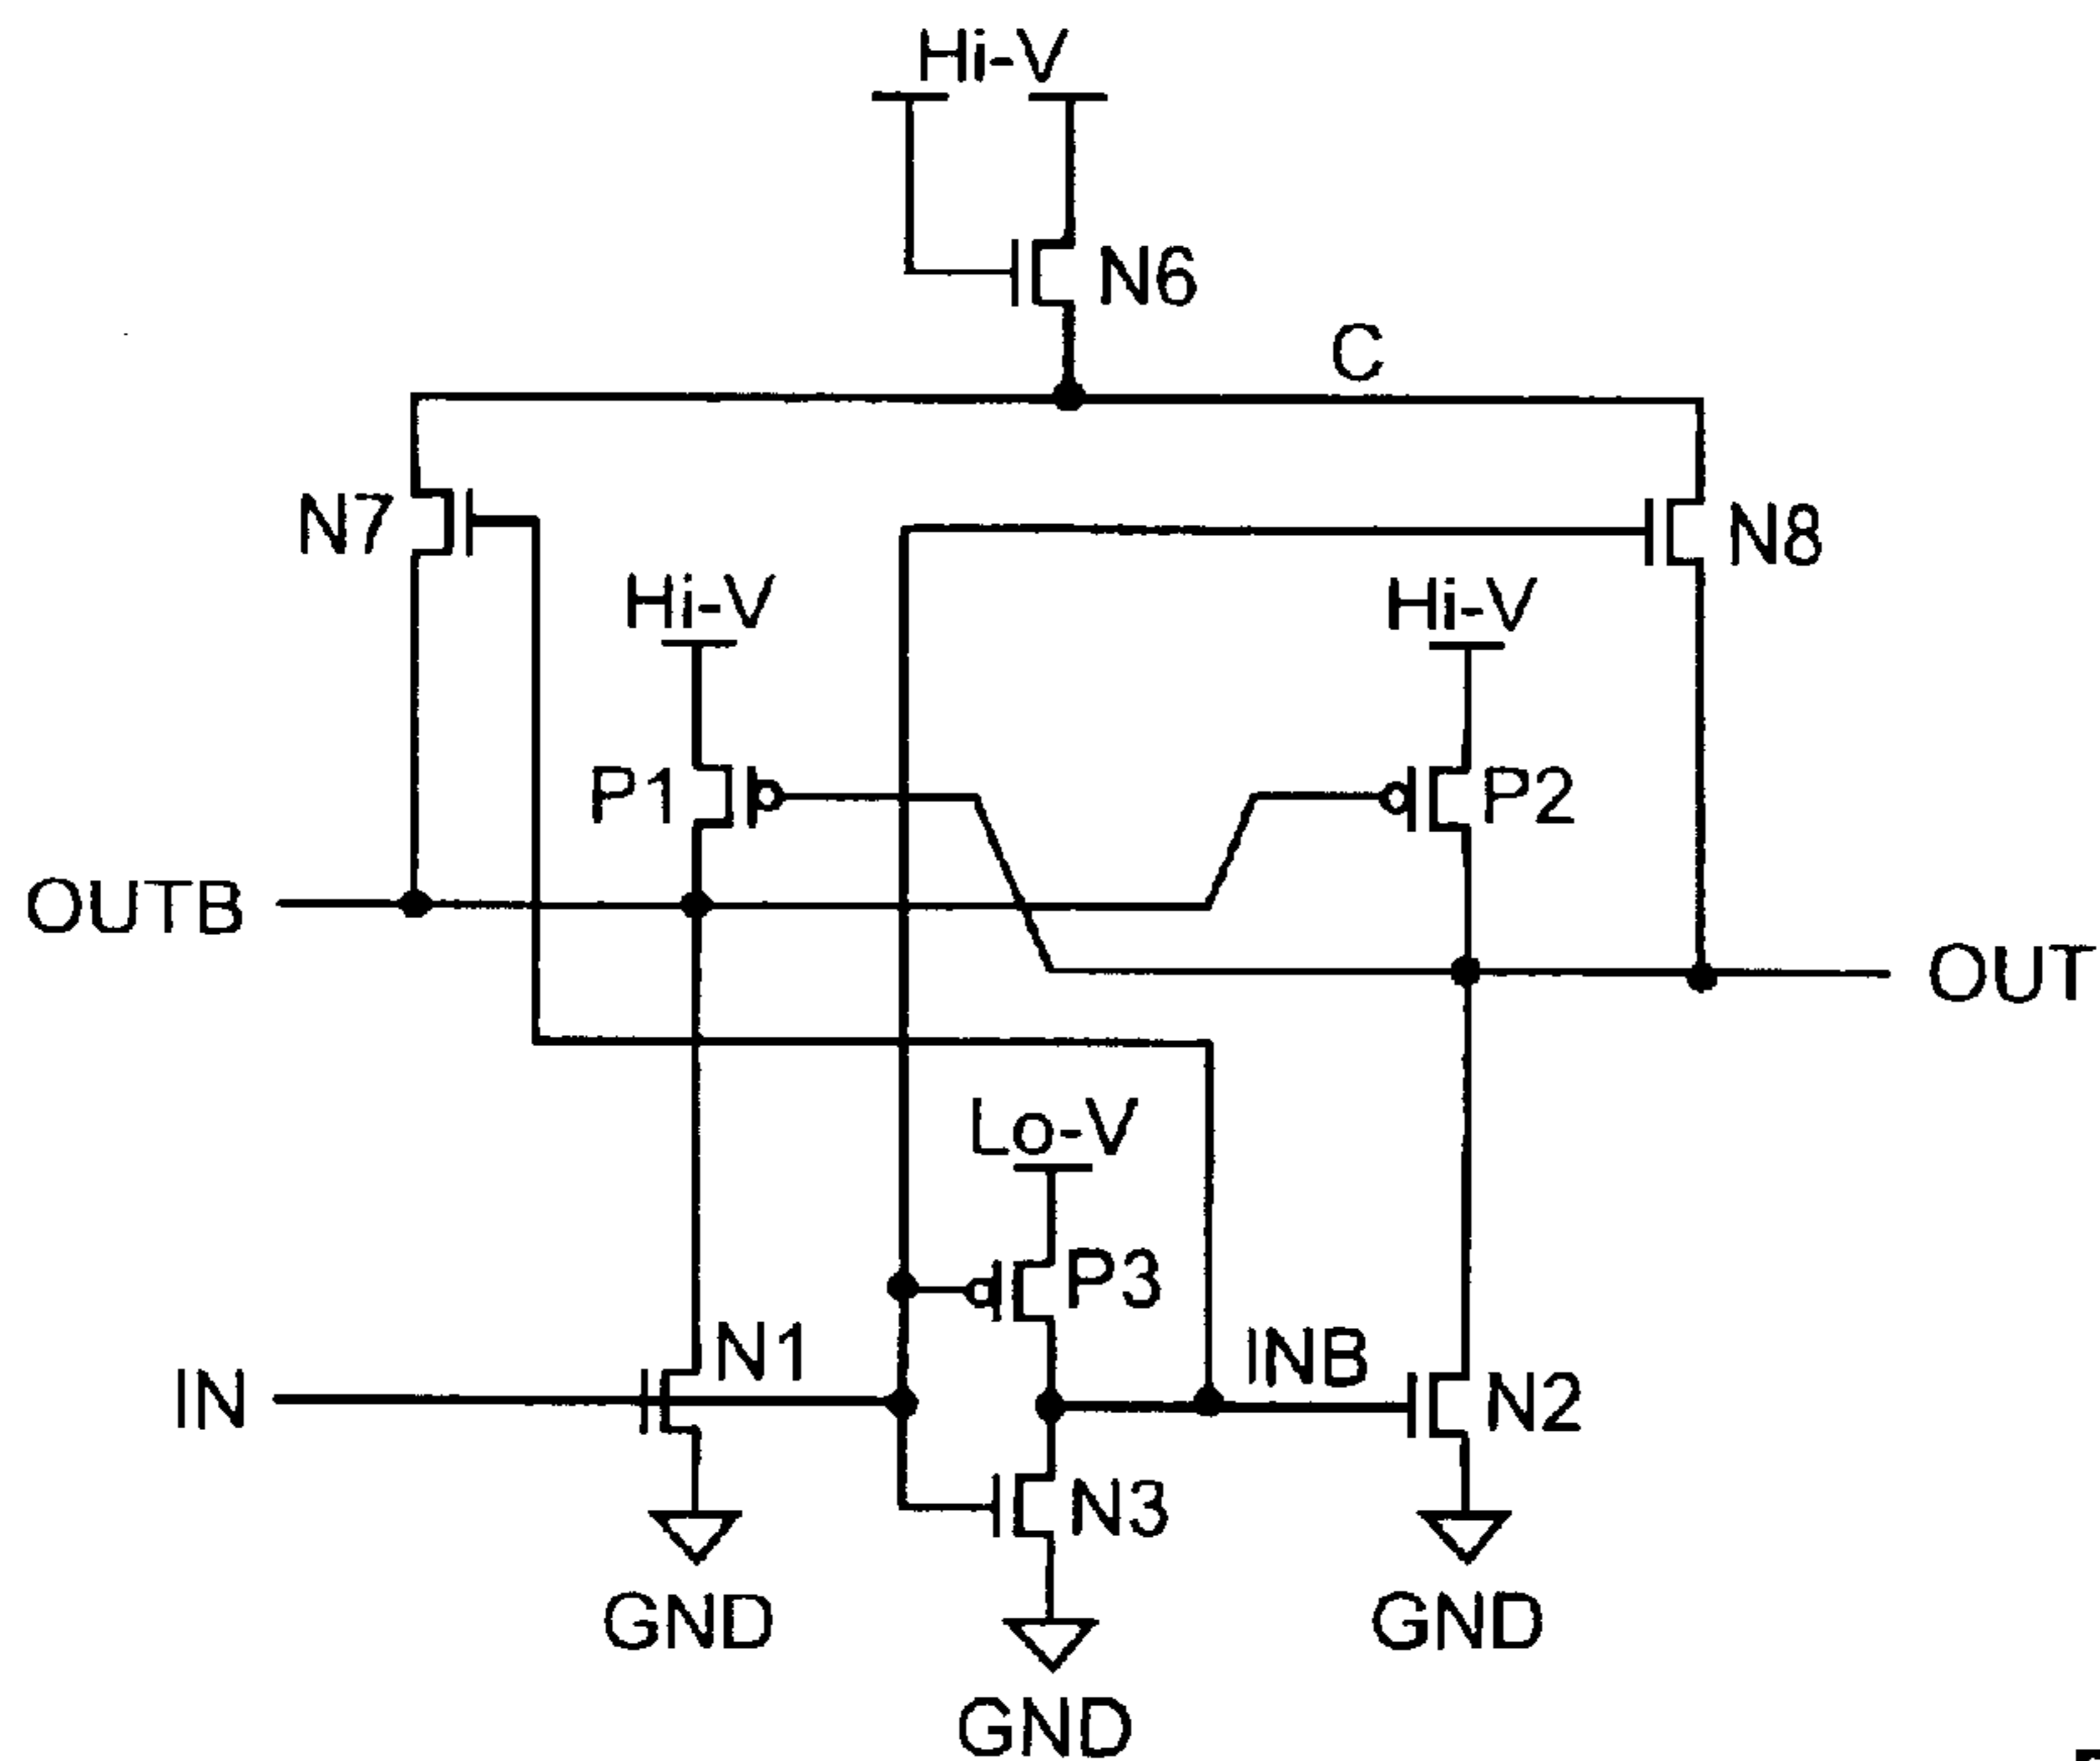 Hi-V
N6
C
N7
N8
Hi-V
Hi-V
P1
P2
OUTB
OUT
Lo-V
P3
IN
N1
INB
N2
N3
GND
GND
GND